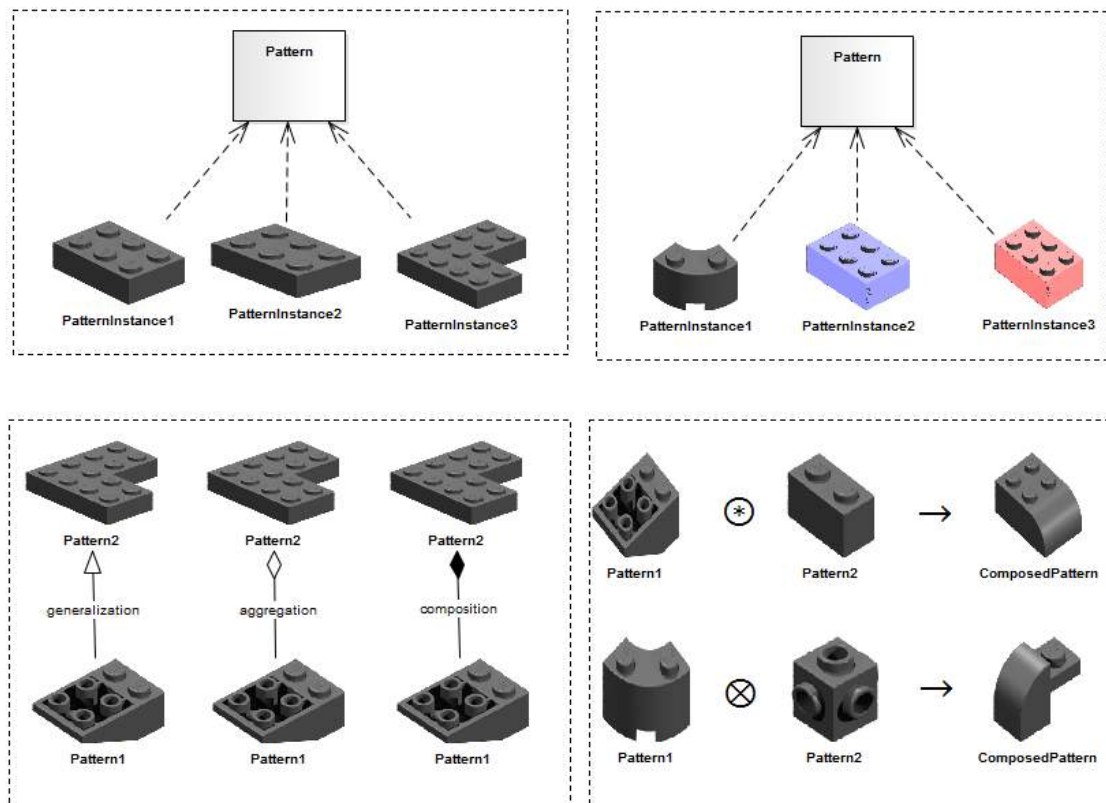 Pattern
PatternInstance1
PatternInstance2
PatternInstance3
Pattern
PatternInstance1
PatternInstance2
PatternInstance3
Pattern2
Pattern2
Pattern2
generalization
aggregation
composition
Pattern1
Pattern1
Pattern1
Pattern1
*
Pattern2
→
ComposedPattern
Pattern1
⊗
Pattern2
→
ComposedPattern